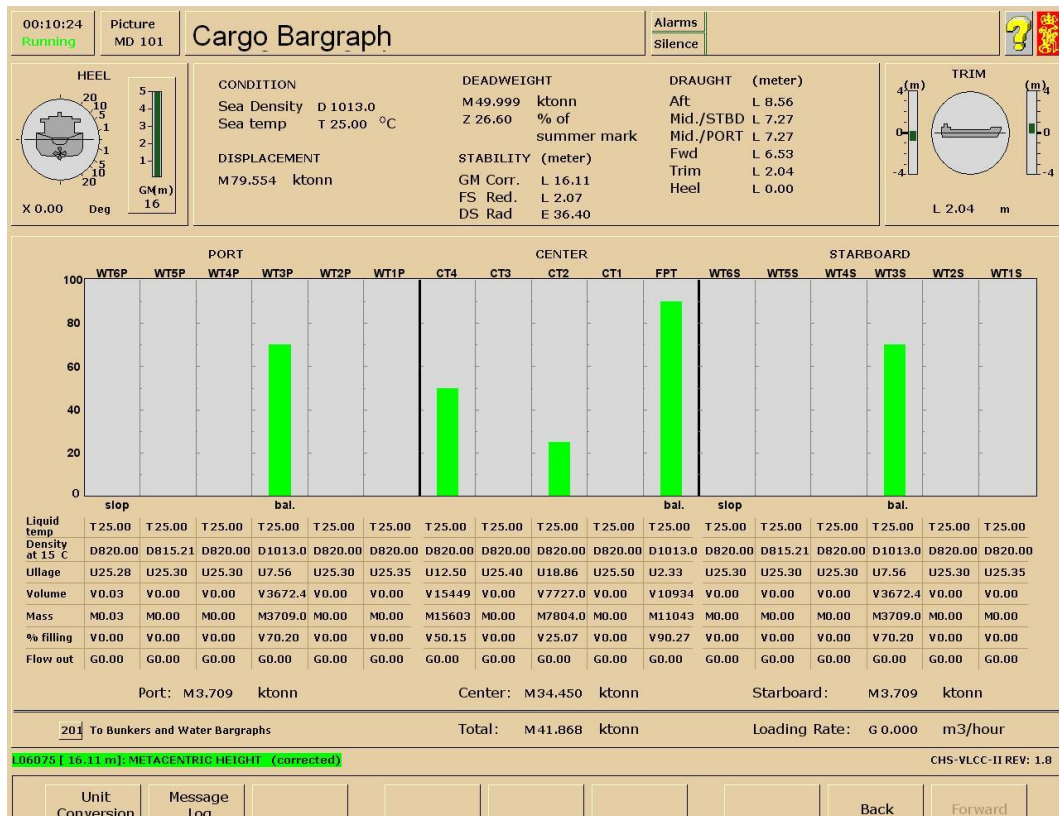 00:10:24
Running
Picture
MD 101
Cargo Bargraph
Alarms
Silence
?
HEEL
20
10
5
1
1
5
10
20
X 0.00 Deg
5
4
3
2
1
GM(m)
16
CONDITION
Sea Density D 1013.0
Sea temp T 25.00 °C
DISPLACEMENT
M79.554 ktonn
DEADWEIGHT
M49.999 ktonn
Z 26.60 % of
summer mark
STABILITY (meter)
GM Corr. L 16.11
FS Red. L 2.07
DS Rad E 36.40
DRAUGHT (meter)
Aft L 8.56
Mid./STBD L 7.27
Mid./PORT L 7.27
Fwd L 6.53
Trim L 2.04
Heel L 0.00
TRIM
(m) (m)
4 4
0 0
-4 -4
L 2.04 m
PORT CENTER STARBOARD
WT6P WT5P WT4P WT3P WT2P WT1P CT4 CT3 CT2 CT1 FPT WT6S WT5S WT4S WT3S WT2S WT1S
100
80
60
40
20
0
slop bal. bal. slop bal.
Liquid
temp T25.00 T25.00 T25.00 T25.00 T25.00 T25.00 T25.00 T25.00 T25.00 T25.00 T25.00 T25.00 T25.00 T25.00 T25.00 T25.00 T25.00
Density
at 15 C D820.00 D815.21 D820.00 D1013.0 D820.00 D820.00 D820.00 D820.00 D820.00 D820.00 D1013.0 D820.00 D815.21 D820.00 D1013.0 D820.00 D820.00
Ullage U25.28 U25.30 U25.30 U7.56 U25.30 U25.35 U12.50 U25.40 U18.86 U25.50 U2.33 U25.30 U25.30 U25.30 U7.56 U25.30 U25.35
Volume V0.03 V0.00 V0.00 V3672.4 V0.00 V0.00 V15449 V0.00 V7727.0 V0.00 V10934 V0.00 V0.00 V0.00 V3672.4 V0.00 V0.00
Mass M0.03 M0.00 M0.00 M3709.0 M0.00 M0.00 M15603 M0.00 M7804.0 M0.00 M11043 M0.00 M0.00 M0.00 M3709.0 M0.00 M0.00
% filling V0.00 V0.00 V0.00 V70.20 V0.00 V0.00 V50.15 V0.00 V25.07 V0.00 V90.27 V0.00 V0.00 V0.00 V70.20 V0.00 V0.00
Flow out G0.00 G0.00 G0.00 G0.00 G0.00 G0.00 G0.00 G0.00 G0.00 G0.00 G0.00 G0.00 G0.00 G0.00 G0.00 G0.00 G0.00
Port: M3.709 ktonn Center: M34.450 ktonn Starboard: M3.709 ktonn
201 To Bunkers and Water Bargraphs Total: M41.868 ktonn Loading Rate: G 0.000 m3/hour
L06075 [ 16.11 m]: METACENTRIC HEIGHT (corrected) CHS-VLCC-II REV: 1.8
Unit
Conversion
Message
Log
Back
Forward